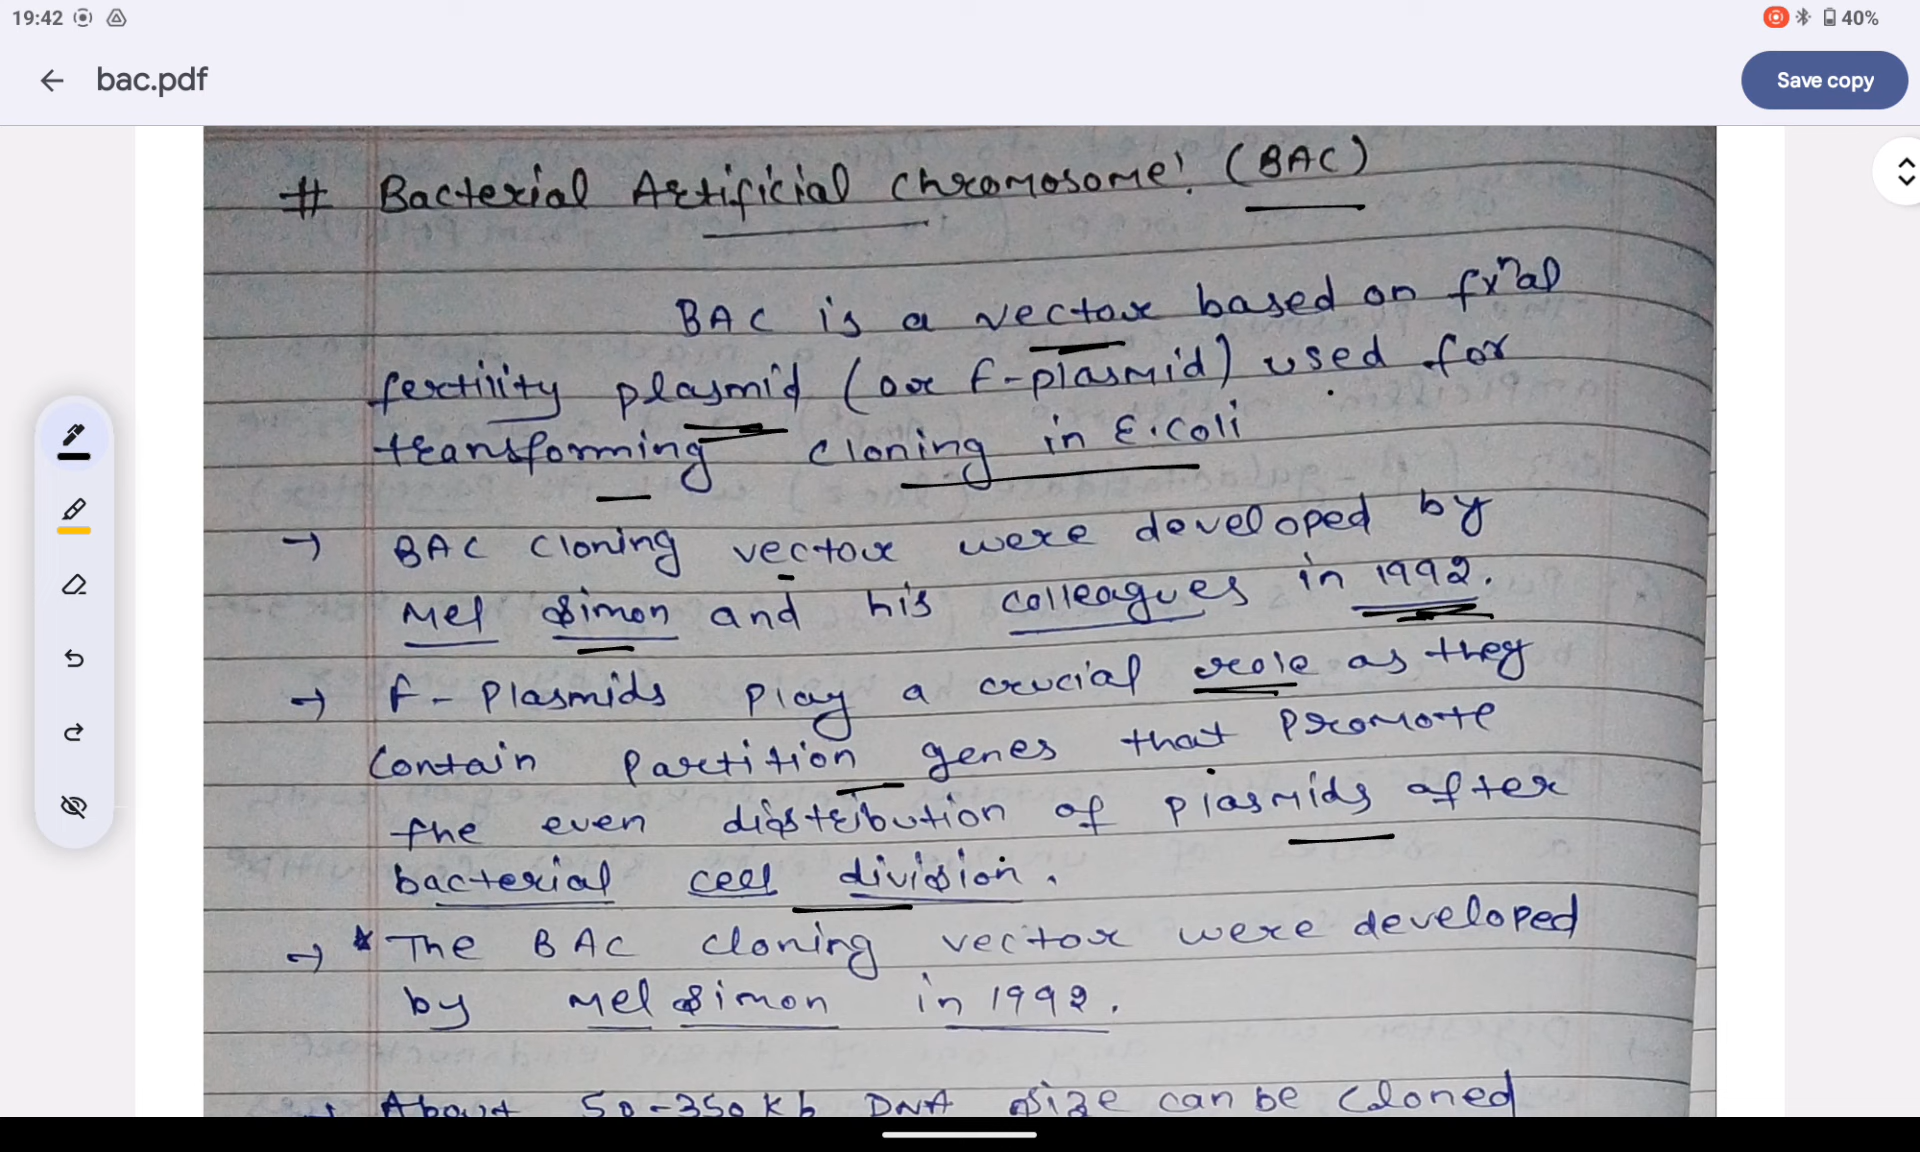 19:42
40%
bac.pdf
Save copy
# Bacterial Artificial Chromosome! (BAC)
BAC is a vector based on fxⁿal
fertility plasmid (or F-plasmid) used for
transforming cloning in E.coli
→ BAC cloning vector were developed by
Mel Simon and his colleagues in 1992.
→ F-Plasmids Play a crucial role as they
Contain Partition genes that Promote
the even distribution of Plasmids after
bacterial cell division.
→ * The BAC cloning vector were developed
by Mel Simon in 1992.
→ About 50-350 Kb DNA Size can be Cloned